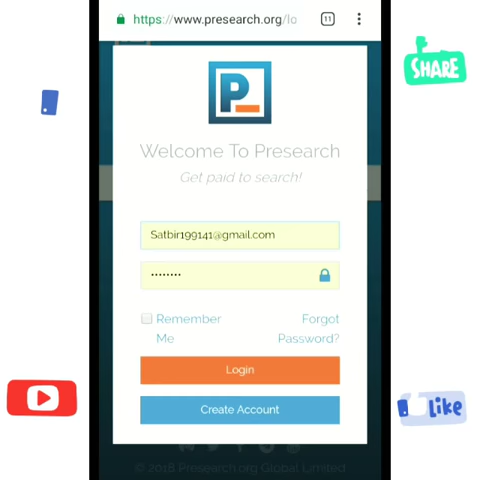 https://www.presearch.org/lo
11
SHARE
P
Welcome To Presearch
Get paid to search!
Satbir199141@gmail.com
••••••••
Remember Me
Forgot Password?
Login
Create Account
like
© 2018 Presearch.org Global Limited